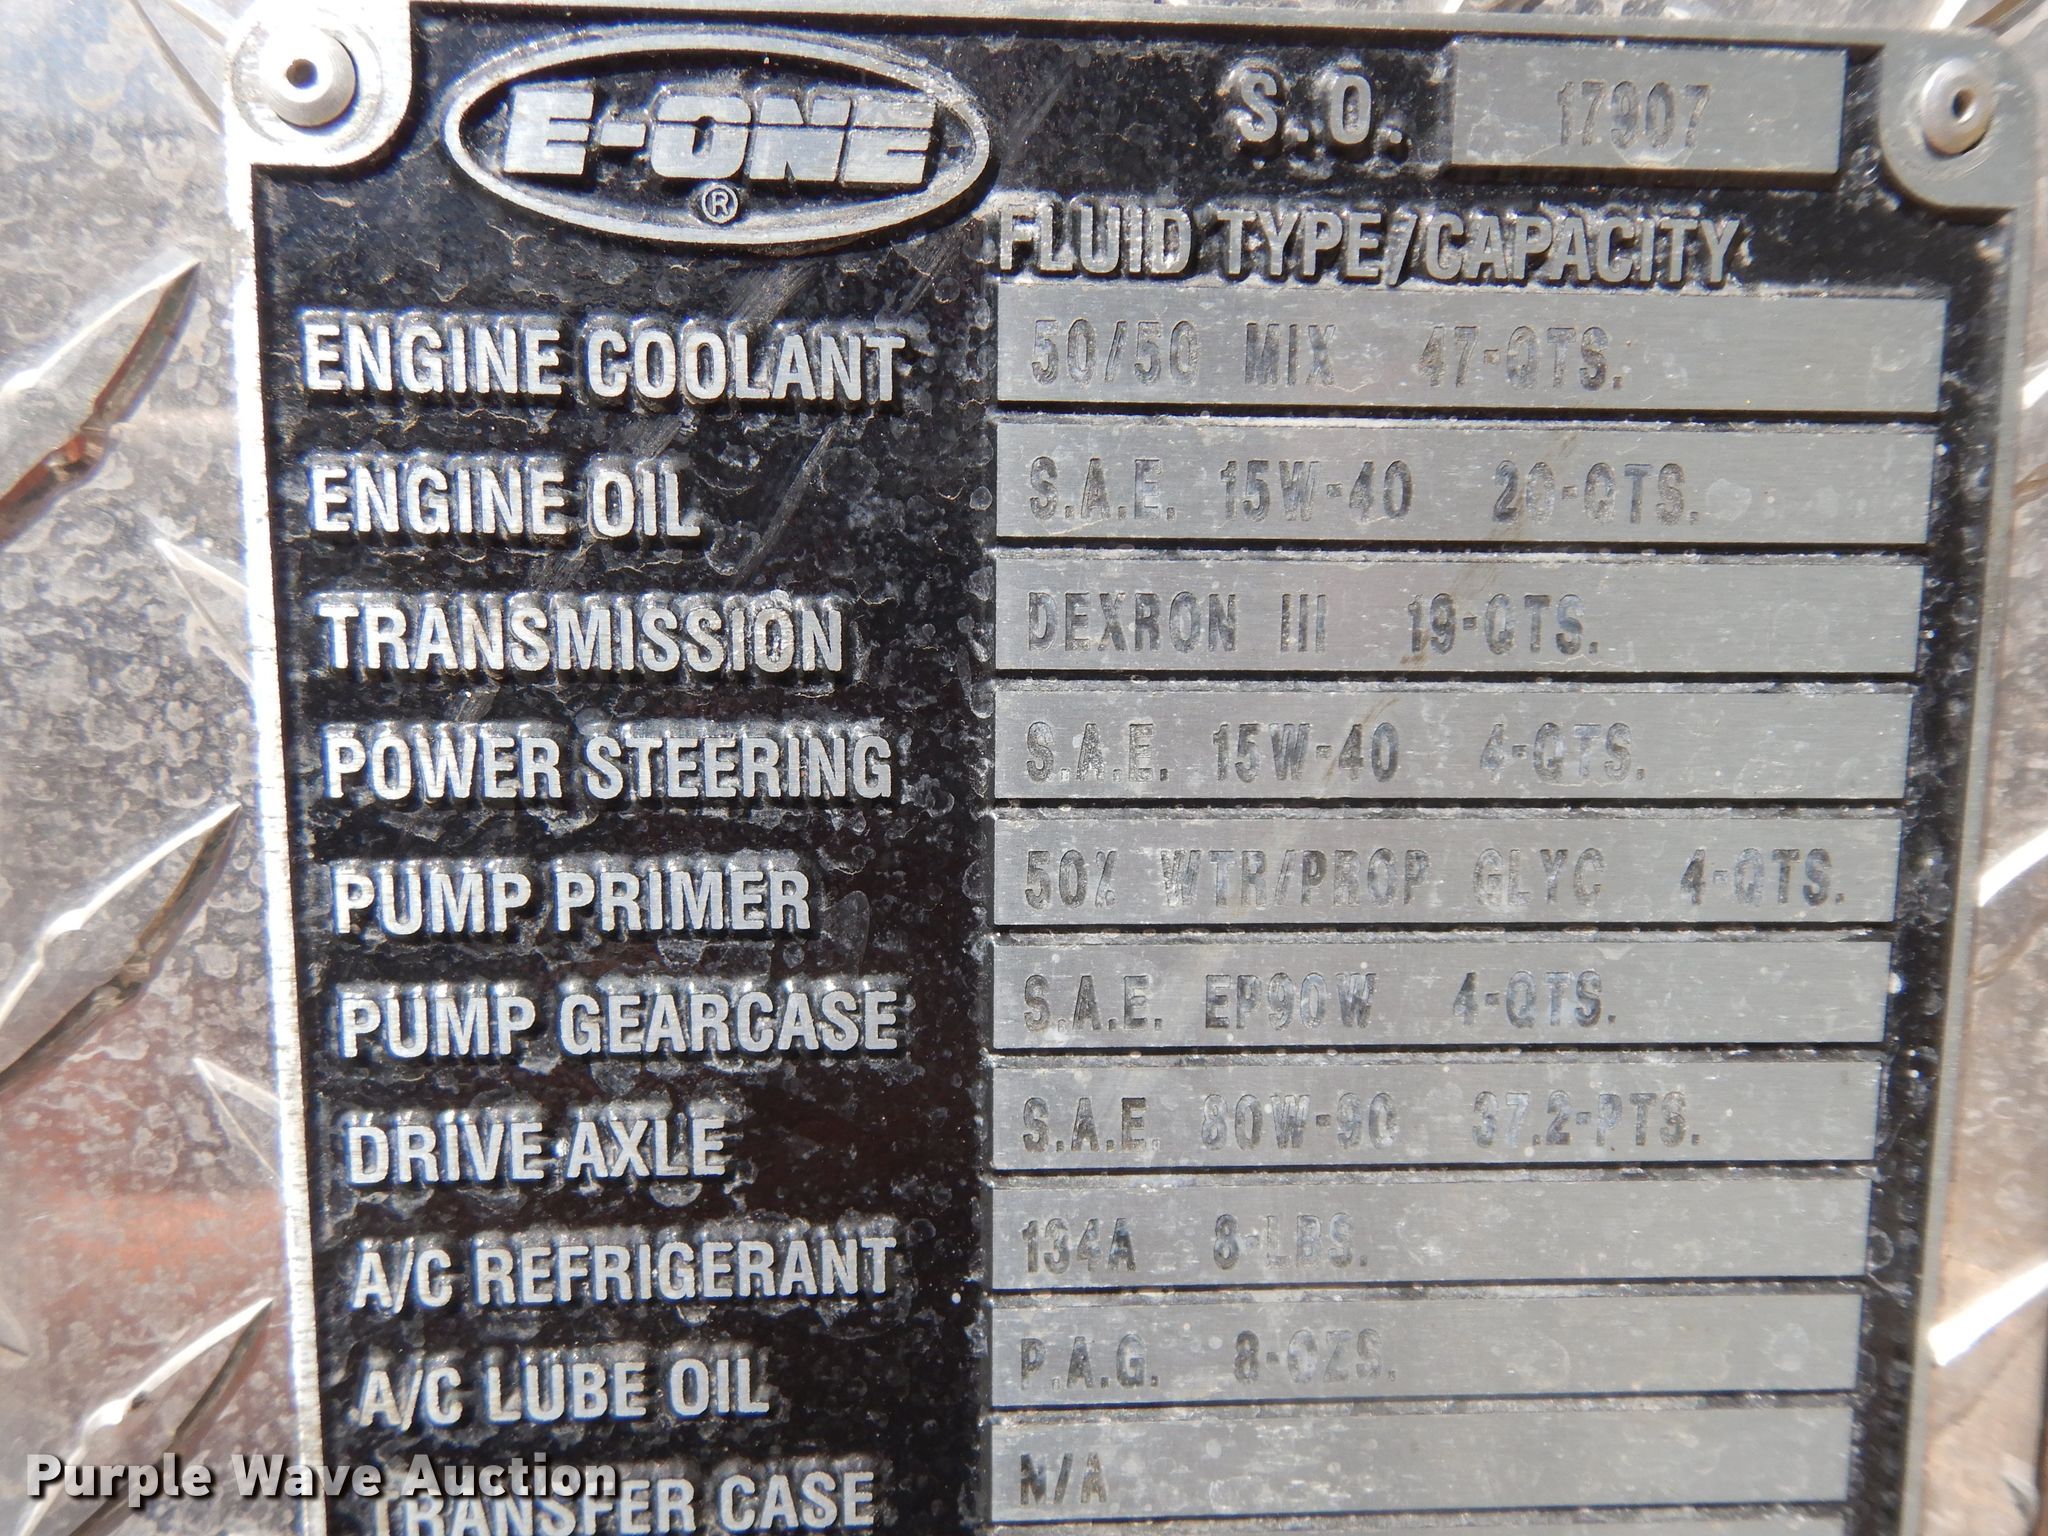 E-ONE ®
S.O. 17907
FLUID TYPE/CAPACITY
ENGINE COOLANT 50/50 MIX 47-QTS.
ENGINE OIL S.A.E. 15W-40 20-QTS.
TRANSMISSION DEXRON III 19-QTS.
POWER STEERING S.A.E. 15W-40 4-QTS.
PUMP PRIMER 50% WTR/PROP GLYC 4-QTS.
PUMP GEARCASE S.A.E. EP90W 4-QTS.
DRIVE AXLE S.A.E. 80W-90 37.2-PTS.
A/C REFRIGERANT 134A 8-LBS.
A/C LUBE OIL P.A.G. 8-OZS.
TRANSFER CASE N/A
Purple Wave Auction